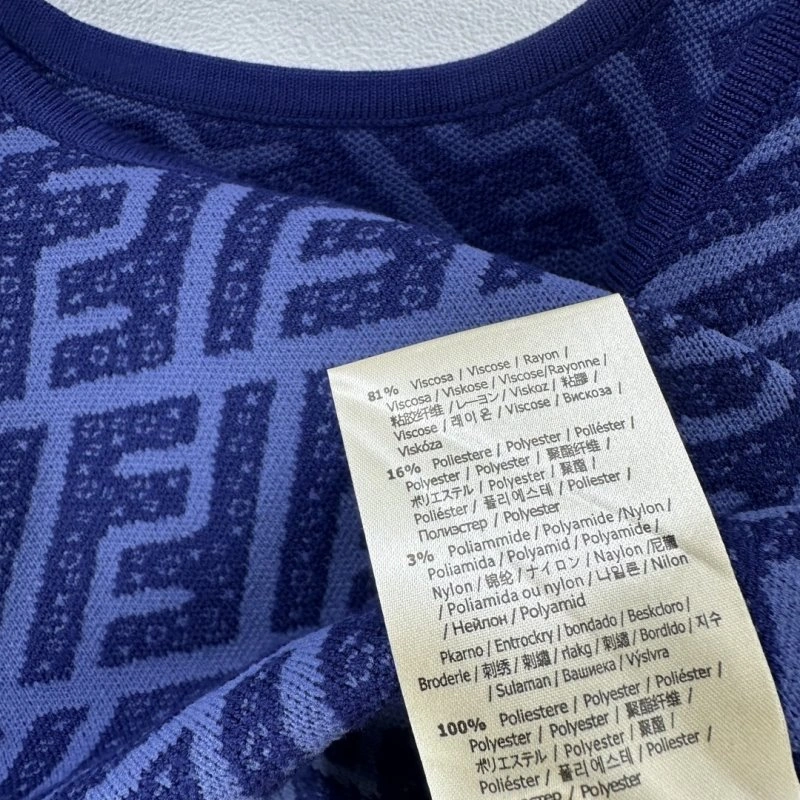 81% Viscosa / Viscose / Rayon /
Viscosa / Viskose / Viscose/Rayonne /
粘胶纤维 / レーヨン / Viskoz / 粘膠 /
Viscose / 레이온 / Viscose / Вискоза /
Viskóza
16% Poliestere / Polyester / Poliéster /
Polyester / Polyester / 聚酯纤维 /
ポリエステル / Polyester / 聚酯 /
Poliéster / 폴리에스테 / Polyester /
Полиэстер / Polyester
3% Poliammide / Polyamide /Nylon /
Poliamida / Polyamid / Polyamide /
Nylon / 锦纶 / ナイロン / Naylon /尼龍
/ Poliamida ou nylon / 나일론 / Nilon
/ Нейлон / Polyamid
Pkarno / Entrockry / bondado / Beskcloro /
Broderle / 刺绣 / 刺繡 / rlakq / 刺繡 / Bordido / 지수
/ Sulaman / Вашиека / Výslvra
100% Poliestere / Polyester / Poliéster /
Polyester / Polyester / 聚酯纤维 /
ポリエステル / Polyester / 聚酯 /
Poliéster / 폴리에스테 / Polyester /
/ Polyester